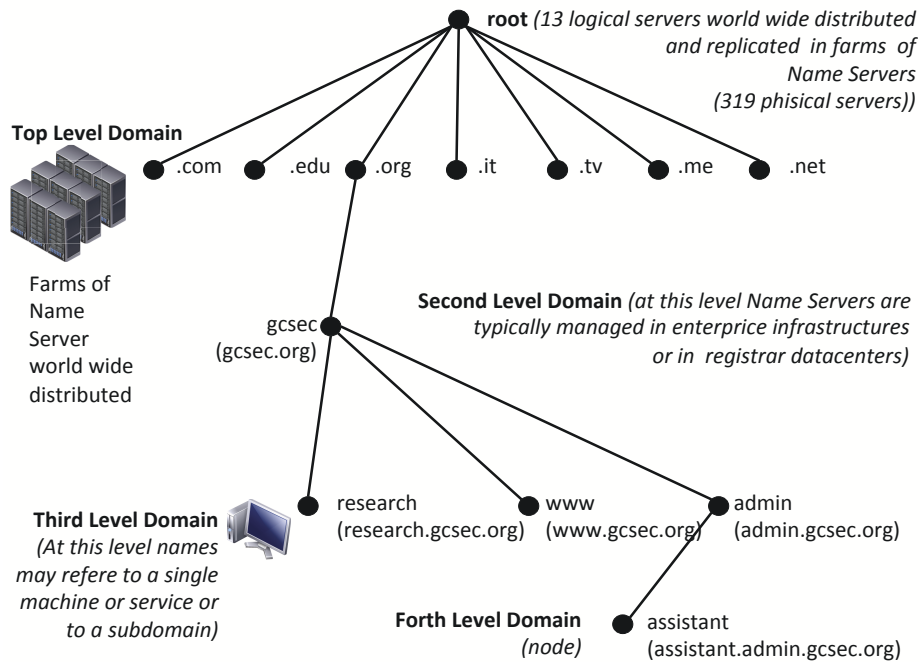 root (13 logical servers world wide distributed
and replicated in farms of
Name Servers
(319 phisical servers))
Top Level Domain
.com
.edu
.org
.it
.tv
.me
.net
Farms of
Name
Server
world wide
distributed
Second Level Domain (at this level Name Servers are
typically managed in enterprice infrastructures
or in registrar datacenters)
gcsec
(gcsec.org)
Third Level Domain
(At this level names
may refere to a single
machine or service or
to a subdomain)
research
(research.gcsec.org)
www
(www.gcsec.org)
admin
(admin.gcsec.org)
Forth Level Domain
(node)
assistant
(assistant.admin.gcsec.org)